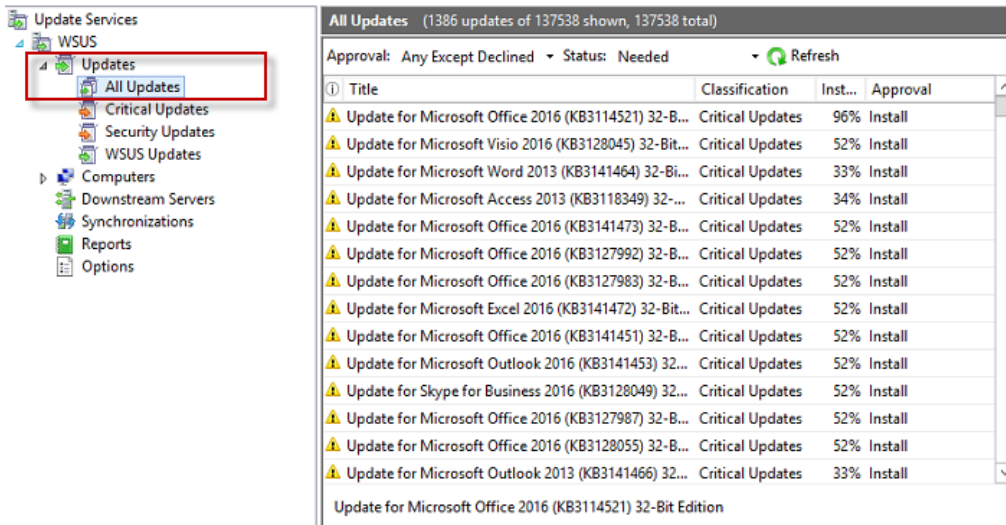 Update Services
WSUS
Updates
All Updates
Critical Updates
Security Updates
WSUS Updates
Computers
Downstream Servers
Synchronizations
Reports
Options
All Updates (1386 updates of 137538 shown, 137538 total)
Approval: Any Except Declined Status: Needed Refresh
Title Classification Inst... Approval
Update for Microsoft Office 2016 (KB3114521) 32-B... Critical Updates 96% Install
Update for Microsoft Visio 2016 (KB3128045) 32-Bit... Critical Updates 52% Install
Update for Microsoft Word 2013 (KB3141464) 32-Bi... Critical Updates 33% Install
Update for Microsoft Access 2013 (KB3118349) 32-... Critical Updates 34% Install
Update for Microsoft Office 2016 (KB3141473) 32-B... Critical Updates 52% Install
Update for Microsoft Office 2016 (KB3127992) 32-B... Critical Updates 52% Install
Update for Microsoft Office 2016 (KB3127983) 32-B... Critical Updates 52% Install
Update for Microsoft Excel 2016 (KB3141472) 32-Bit... Critical Updates 52% Install
Update for Microsoft Office 2016 (KB3141451) 32-B... Critical Updates 52% Install
Update for Microsoft Outlook 2016 (KB3141453) 32... Critical Updates 52% Install
Update for Skype for Business 2016 (KB3128049) 32... Critical Updates 52% Install
Update for Microsoft Office 2016 (KB3127987) 32-B... Critical Updates 52% Install
Update for Microsoft Office 2016 (KB3128055) 32-B... Critical Updates 52% Install
Update for Microsoft Outlook 2013 (KB3141466) 32... Critical Updates 33% Install
Update for Microsoft Office 2016 (KB3114521) 32-Bit Edition